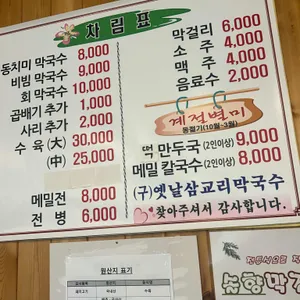 차림표
동치미 막국수 8,000
비빔 막국수 9,000
회 막국수 10,000
곱배기 추가 1,000
사리 추가 2,000
수육(大) 30,000
(中) 25,000
메밀전 8,000
전병 6,000
막걸리 6,000
소주 4,000
맥주 4,000
음료수 2,000
계절별미
동절기(10월~3월)
떡 만두국(2인이상) 9,000
메밀 칼국수(2인이상) 8,000
(구)옛날삼교리막국수
찾아주셔서 감사합니다.
원산지 표기